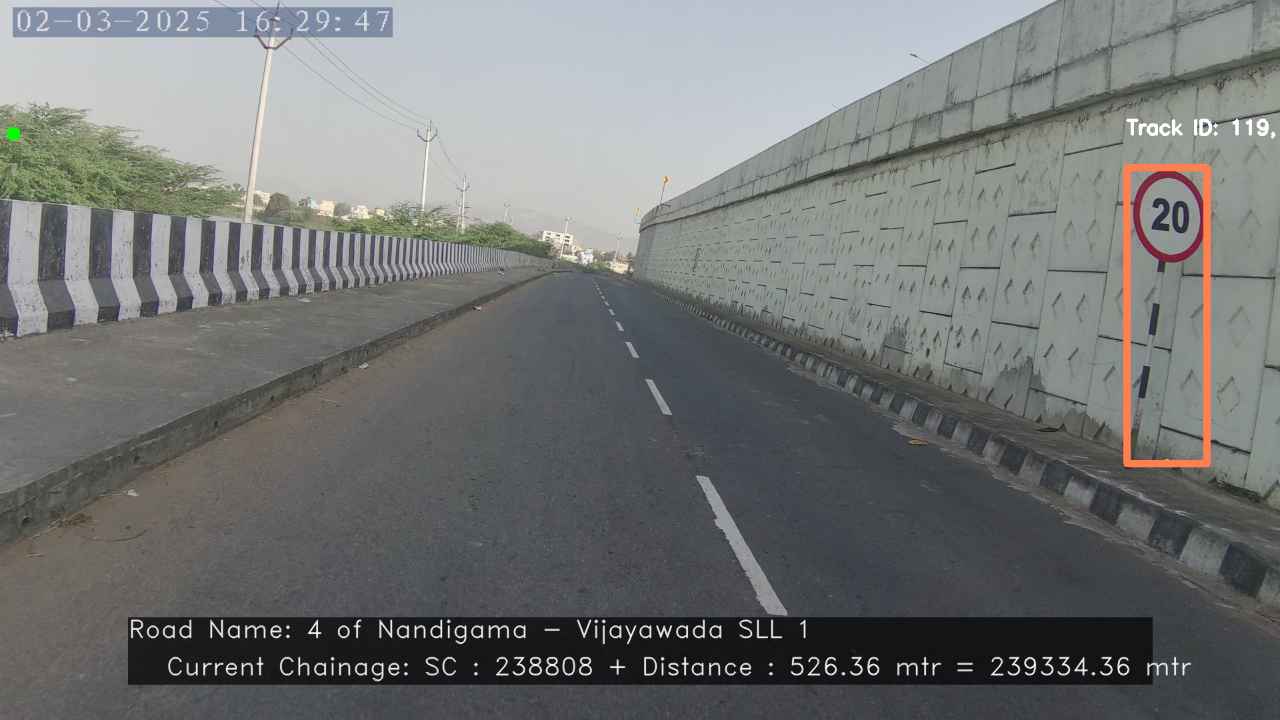 02-03-2025 16:29:47
Track ID: 119,
20
Road Name: 4 of Nandigama - Vijayawada SLL 1
Current Chainage: SC : 238808 + Distance : 526.36 mtr = 239334.36 mtr